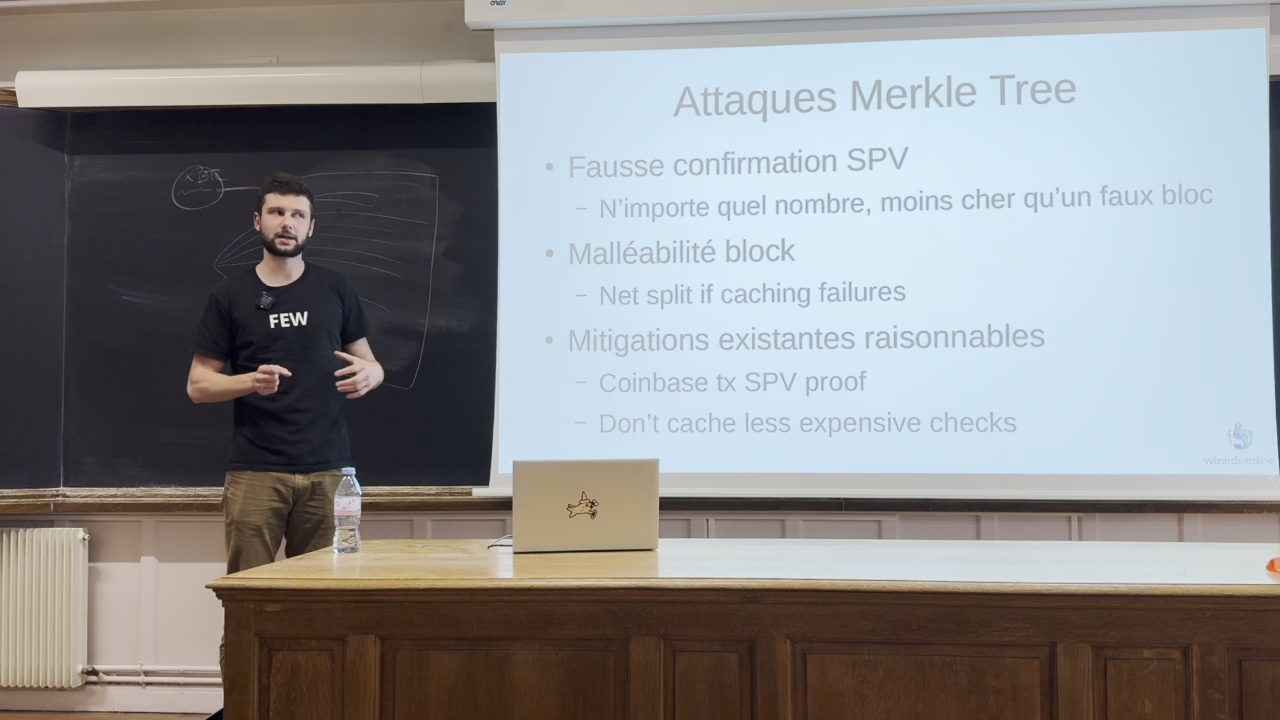 Attaques Merkle Tree
• Fausse confirmation SPV
– N'importe quel nombre, moins cher qu'un faux bloc
• Malléabilité block
– Net split if caching failures
• Mitigations existantes raisonnables
– Coinbase tx SPV proof
– Don't cache less expensive checks
wizardsardine
FEW